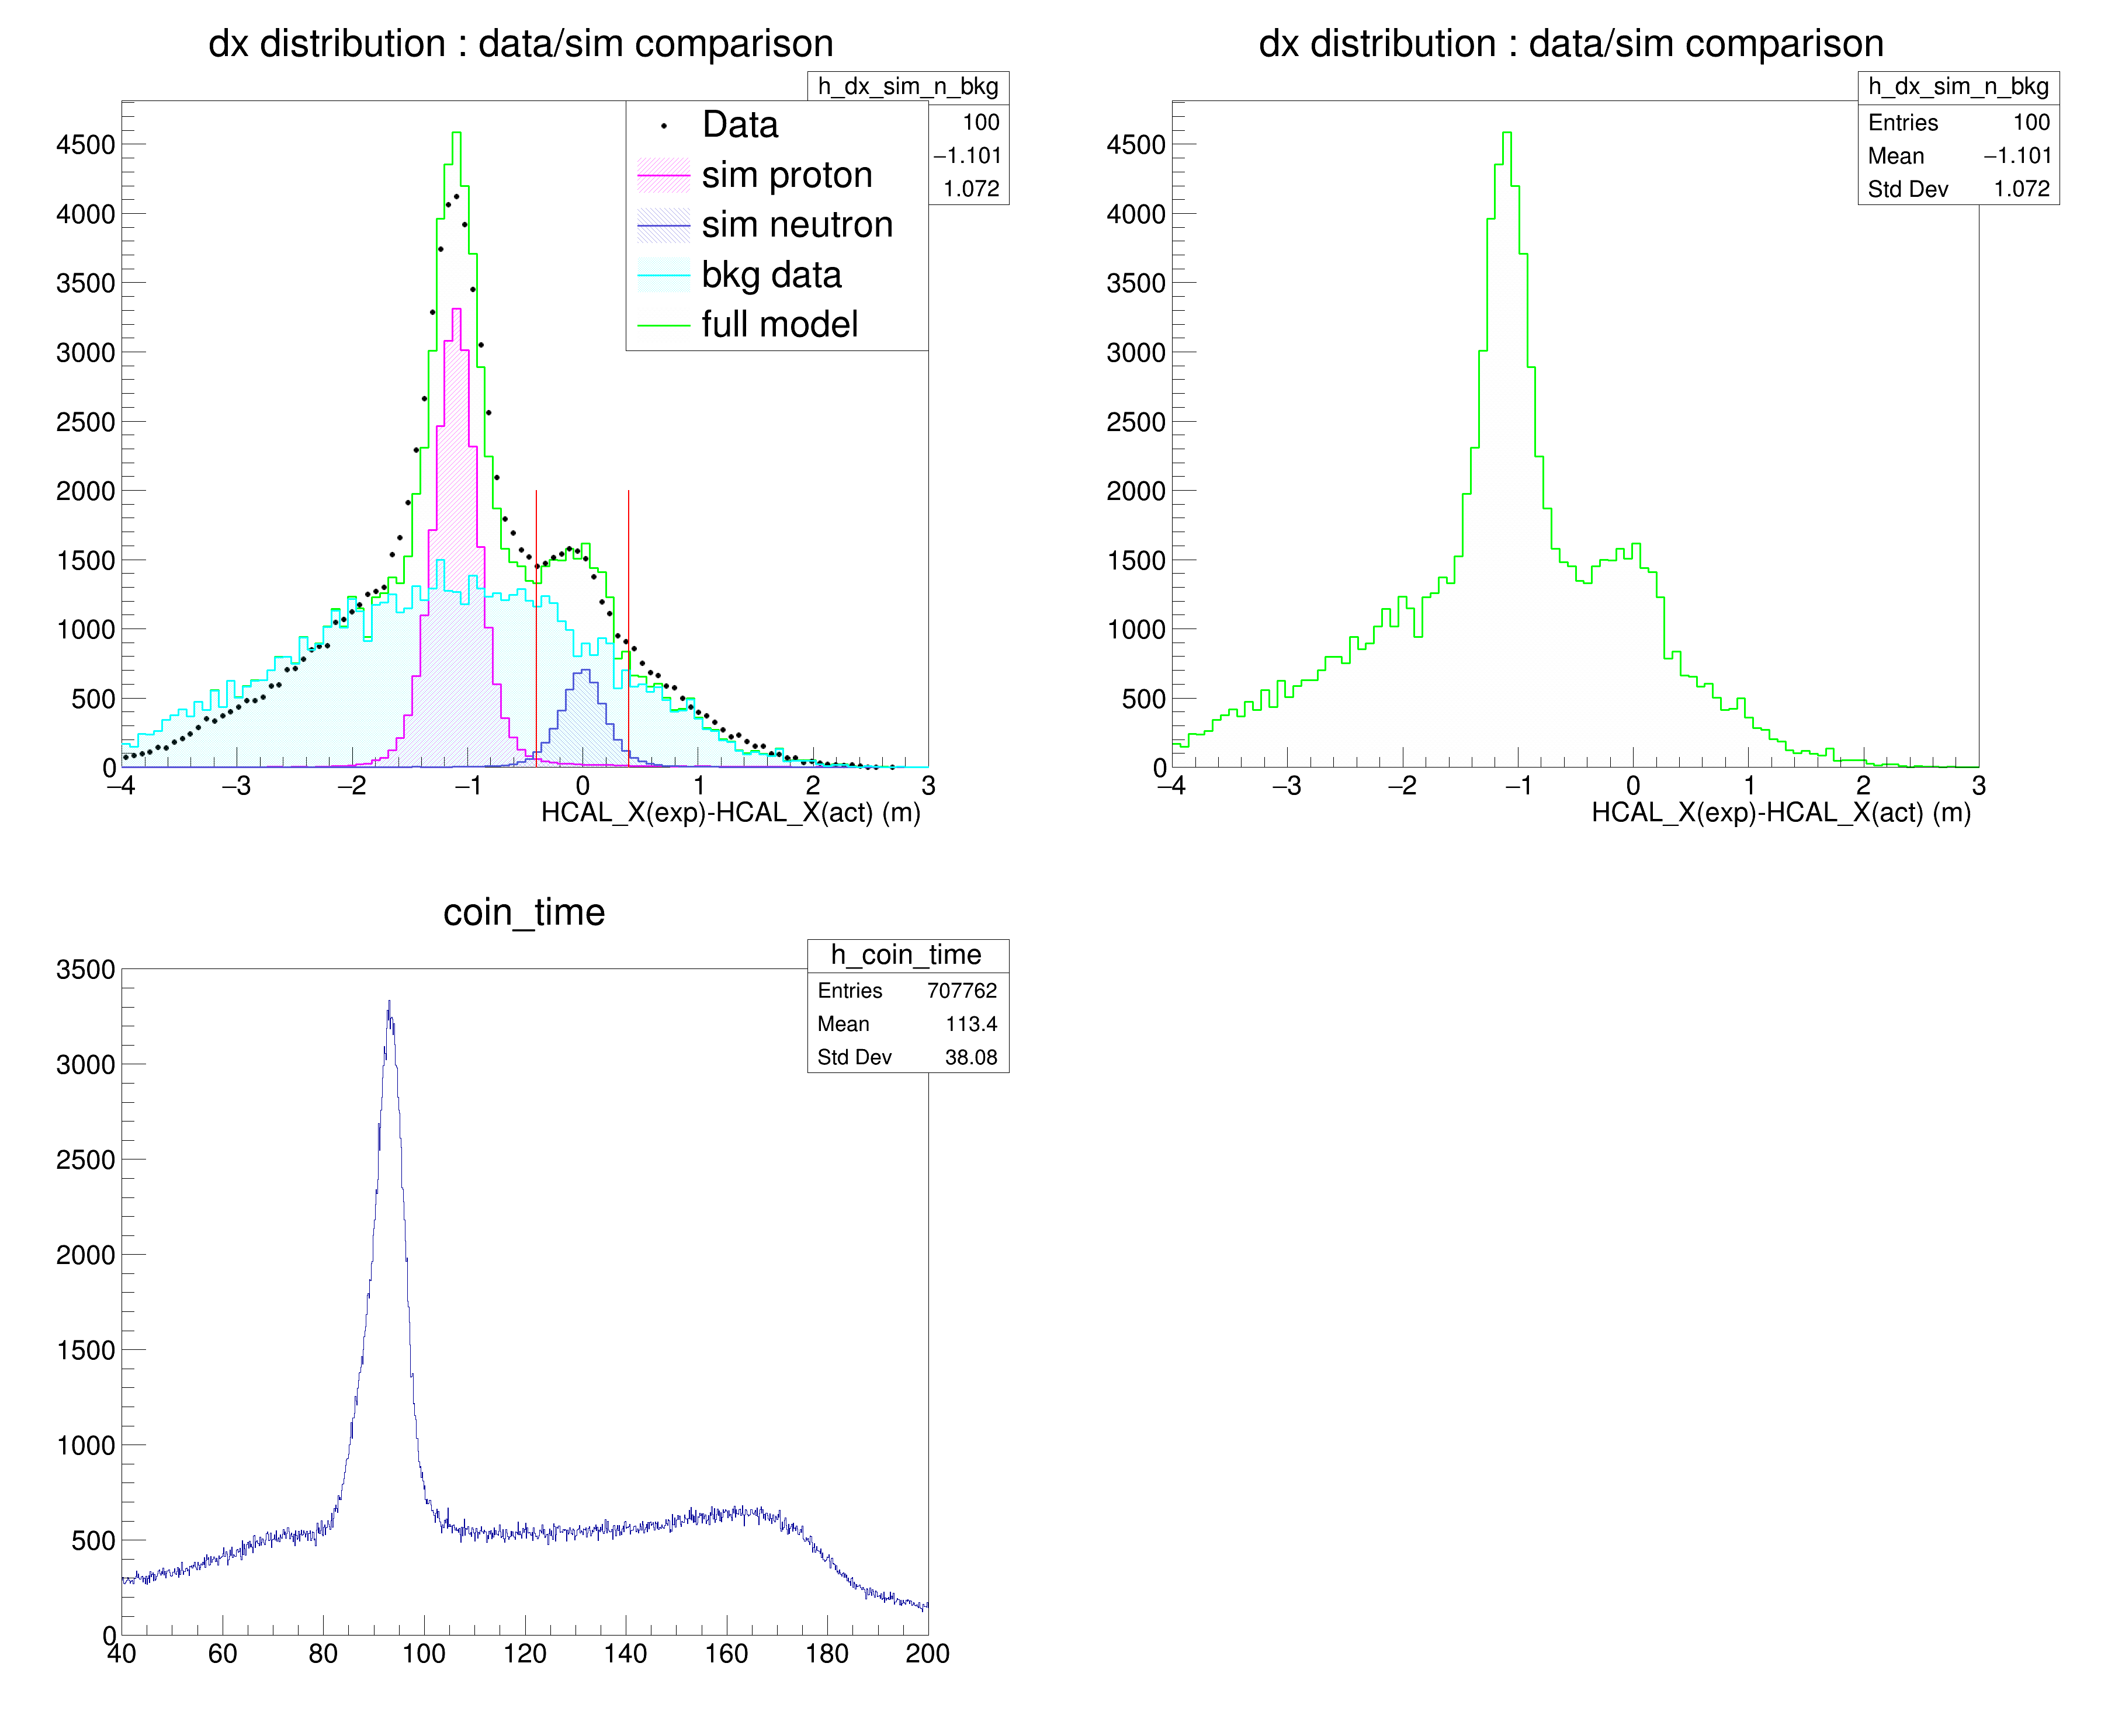 dx distribution : data/sim comparison
h_dx_sim_n_bkg
100
−1.101
1.072
Data
sim proton
sim neutron
bkg data
full model
4500
4000
3500
3000
2500
2000
1500
1000
500
0
−4 −3 −2 −1 0 1 2 3
HCAL_X(exp)-HCAL_X(act) (m)
dx distribution : data/sim comparison
h_dx_sim_n_bkg
Entries 100
Mean −1.101
Std Dev 1.072
4500
4000
3500
3000
2500
2000
1500
1000
500
0
−4 −3 −2 −1 0 1 2 3
HCAL_X(exp)-HCAL_X(act) (m)
coin_time
h_coin_time
Entries 707762
Mean 113.4
Std Dev 38.08
3500
3000
2500
2000
1500
1000
500
0
40 60 80 100 120 140 160 180 200